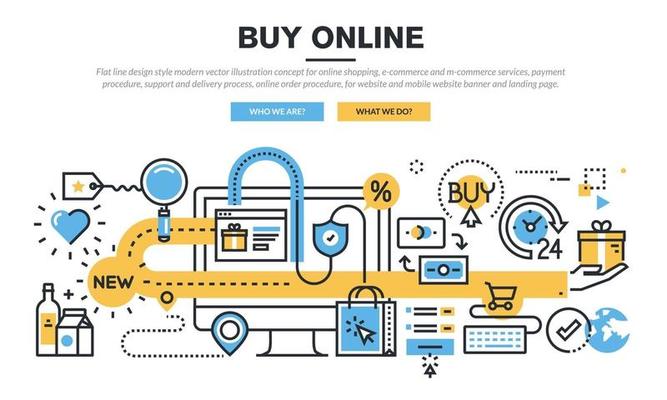 BUY ONLINE
Flat line design style modern vector illustration concept for online shopping, e-commerce and m-commerce services, payment
procedure, support and delivery process, online order procedure, for website and mobile website banner and landing page.
WHO WE ARE?
WHAT WE DO?
%
BUY
24
NEW